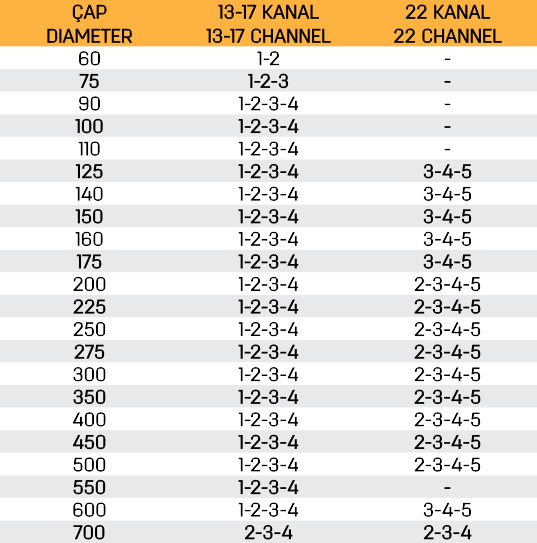 ÇAP 13-17 KANAL 22 KANAL
DIAMETER 13-17 CHANNEL 22 CHANNEL
60 1-2 -
75 1-2-3 -
90 1-2-3-4 -
100 1-2-3-4 -
110 1-2-3-4 -
125 1-2-3-4 3-4-5
140 1-2-3-4 3-4-5
150 1-2-3-4 3-4-5
160 1-2-3-4 3-4-5
175 1-2-3-4 3-4-5
200 1-2-3-4 2-3-4-5
225 1-2-3-4 2-3-4-5
250 1-2-3-4 2-3-4-5
275 1-2-3-4 2-3-4-5
300 1-2-3-4 2-3-4-5
350 1-2-3-4 2-3-4-5
400 1-2-3-4 2-3-4-5
450 1-2-3-4 2-3-4-5
500 1-2-3-4 2-3-4-5
550 1-2-3-4 -
600 1-2-3-4 3-4-5
700 2-3-4 2-3-4